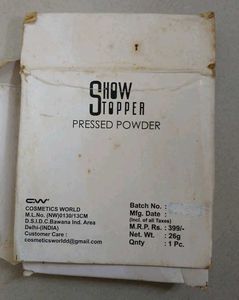 SHOW
STOPPER
PRESSED POWDER
CW
COSMETICS WORLD
M.L.No. (NW)0130/13CM
D.S.I.D.C.Bawana Ind. Area
Delhi-(INDIA)
Customer Care :
cosmeticsworldd@gmail.com
Batch No. :
Mfg. Date :
(Incl. of all Taxes)
M.R.P. Rs. : 399/-
Net. Wt. : 26g
Qnty : 1 Pc.